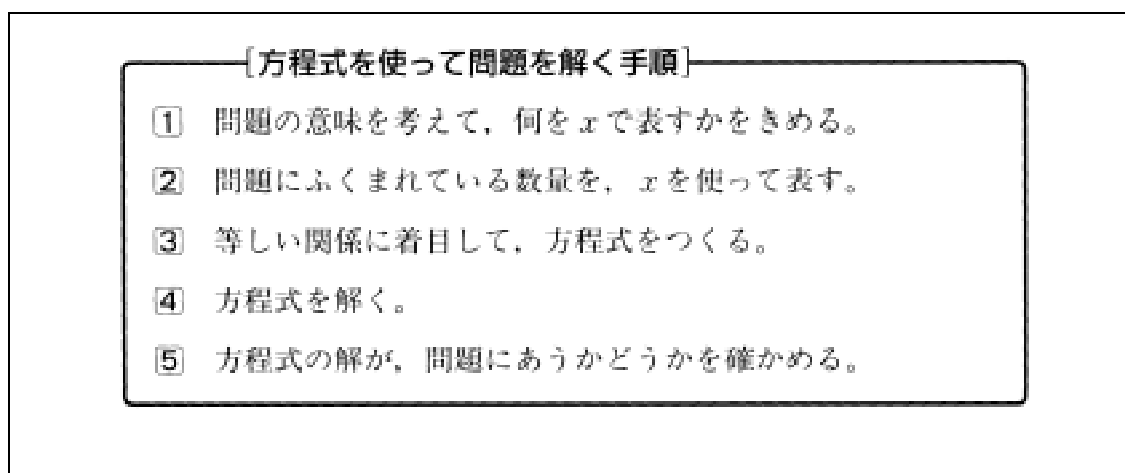 [方程式を使って問題を解く手順]
1 問題の意味を考えて，何をxで表すかをきめる。
2 問題にふくまれている数量を，xを使って表す。
3 等しい関係に着目して，方程式をつくる。
4 方程式を解く。
5 方程式の解が，問題にあうかどうかを確かめる。